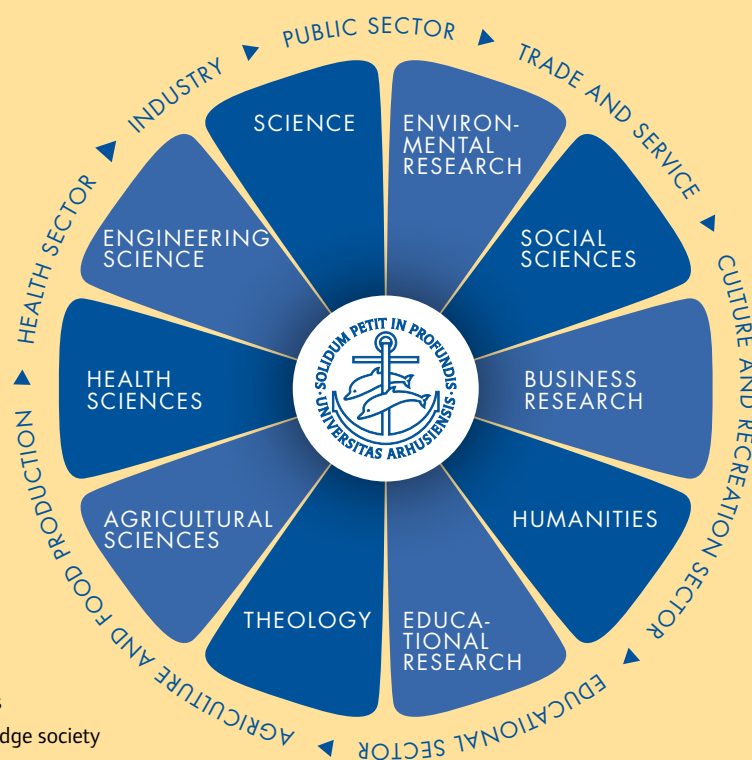 PUBLIC SECTOR
TRADE AND SERVICE
CULTURE AND RECREATION SECTOR
EDUCATIONAL SECTOR
AGRICULTURE AND FOOD PRODUCTION
HEALTH SECTOR
INDUSTRY
SCIENCE
ENVIRON-
MENTAL
RESEARCH
SOCIAL
SCIENCES
BUSINESS
RESEARCH
HUMANITIES
EDUCA-
TIONAL
RESEARCH
THEOLOGY
AGRICULTURAL
SCIENCES
HEALTH
SCIENCES
ENGINEERING
SCIENCE
SOLIDUM PETIT IN PROFUNDIS
UNIVERSITAS ARHUSIENSIS
dge society